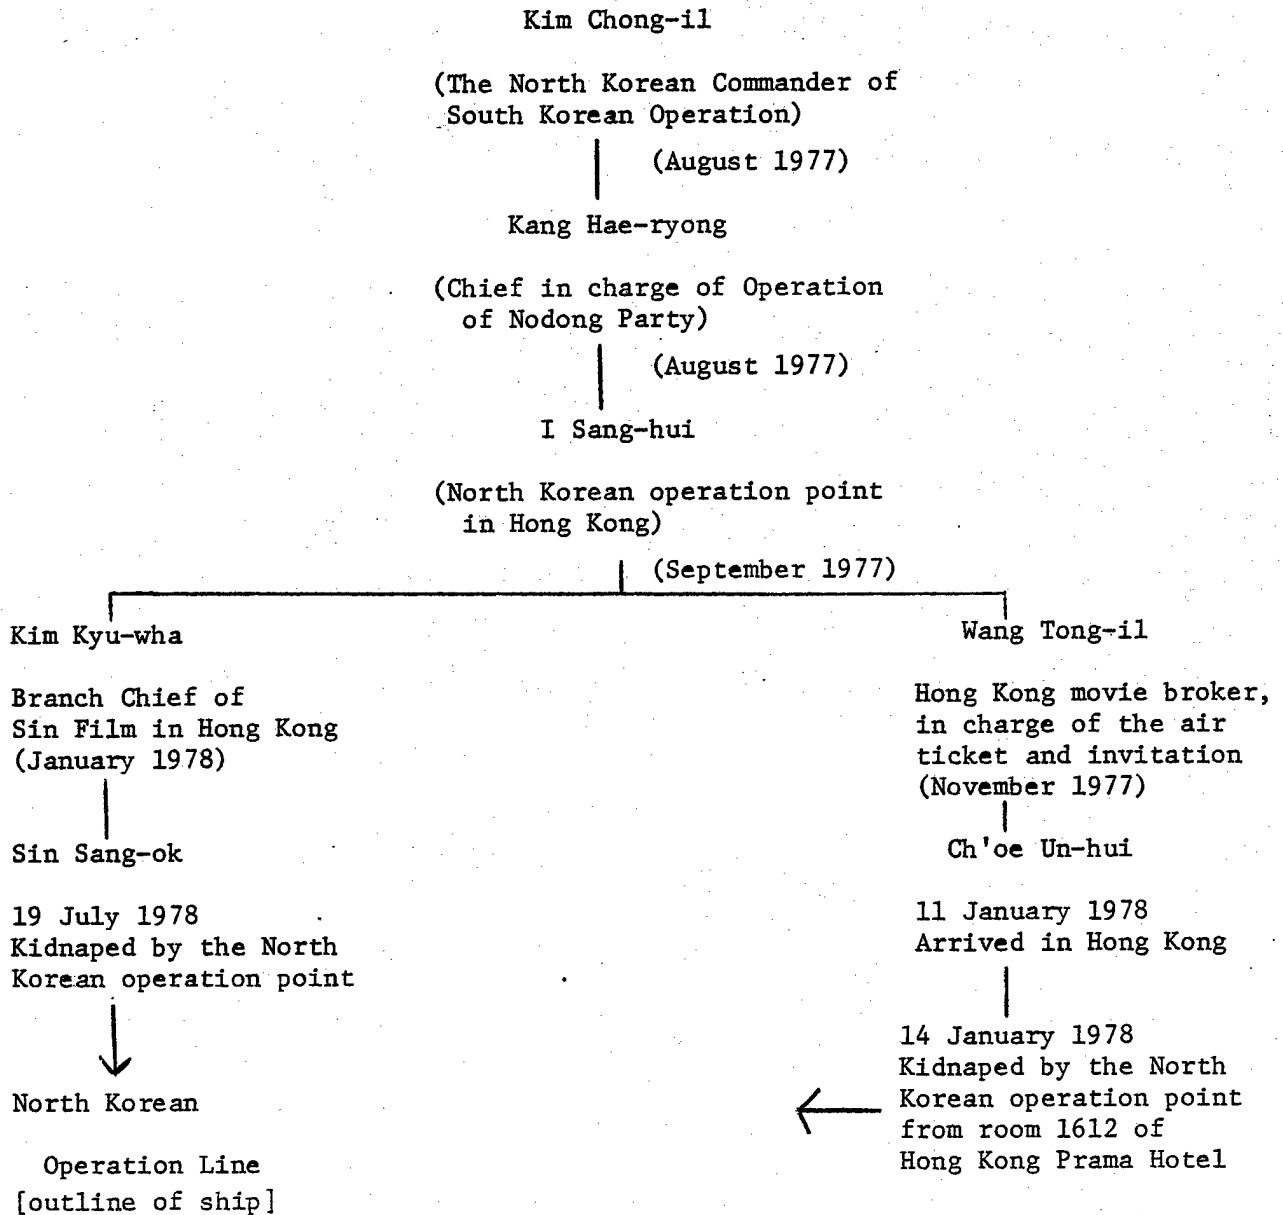 Kim Chong-il
(The North Korean Commander of
South Korean Operation)
(August 1977)
Kang Hae-ryong
(Chief in charge of Operation
of Nodong Party)
(August 1977)
I Sang-hui
(North Korean operation point
in Hong Kong)
(September 1977)
Kim Kyu-wha
Branch Chief of
Sin Film in Hong Kong
(January 1978)
Sin Sang-ok
19 July 1978
Kidnaped by the North
Korean operation point
North Korean
Operation Line
[outline of ship]
Wang Tong-il
Hong Kong movie broker,
in charge of the air
ticket and invitation
(November 1977)
Ch'oe Un-hui
11 January 1978
Arrived in Hong Kong
14 January 1978
Kidnaped by the North
Korean operation point
from room 1612 of
Hong Kong Prama Hotel